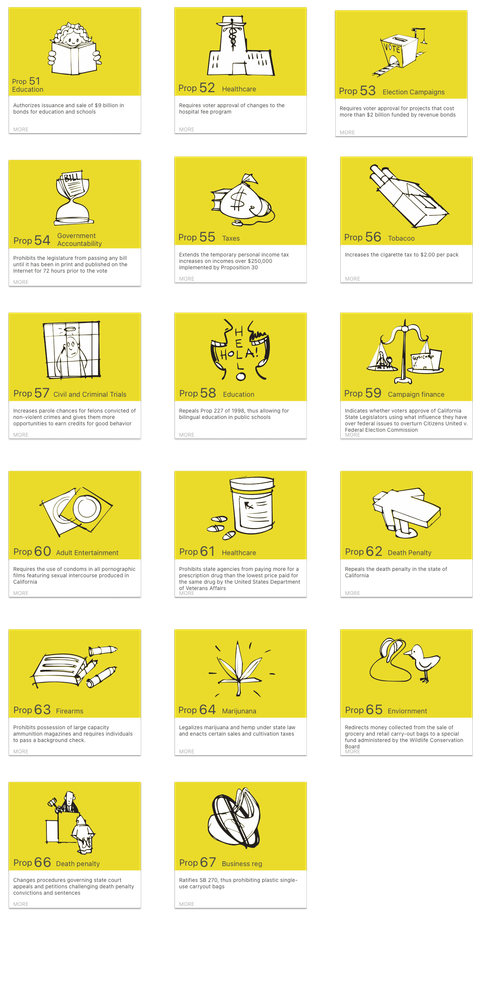 Prop 51
Education
Authorizes issuance and sale of $9 billion in
bonds for education and schools
MORE
Prop 52 Healthcare
Requires voter approval of changes to the
hospital fee program
MORE
VOTE
Prop 53 Election Campaigns
Requires voter approval for projects that cost
more than $2 billion funded by revenue bonds
MORE
BILL
Prop 54 Government
Accountability
Prohibits the legislature from passing any bill
until it has been in print and published on the
Internet for 72 hours prior to the vote
MORE
$
Prop 55 Taxes
Extends the temporary personal income tax
increases on incomes over $250,000
implemented by Proposition 30
MORE
Prop 56 Tobacoo
Increases the cigarette tax to $2.00 per pack
MORE
Prop 57 Civil and Criminal Trials
Increases parole chances for felons convicted of
non-violent crimes and gives them more
opportunities to earn credits for good behavior
MORE
HELLO
HOLA!
Prop 58 Education
Repeals Prop 227 of 1998, thus allowing for
bilingual education in public schools
MORE
Prop 59 Campaign finance
Indicates whether voters approve of California
State Legislators using what influence they have
over federal issues to overturn Citizens United v.
Federal Election Commission
MORE
Prop 60 Adult Entertainment
Requires the use of condoms in all pornographic
films featuring sexual intercourse produced in
California
MORE
Prop 61 Healthcare
Prohibits state agencies from paying more for a
prescription drug than the lowest price paid for
the same drug by the United States Department
of Veterans Affairs
MORE
Prop 62 Death Penalty
Repeals the death penalty in the state of
California
MORE
Prop 63 Firearms
Prohibits possession of large capacity
ammunition magazines and requires individuals
to pass a background check.
MORE
Prop 64 Marijunana
Legalizes marijuana and hemp under state law
and enacts certain sales and cultivation taxes
MORE
Prop 65 Enviornment
Redirects money collected from the sale of
grocery and retail carry-out bags to a special
fund administered by the Wildlife Conservation
Board
MORE
Prop 66 Death penalty
Changes procedures governing state court
appeals and petitions challenging death penalty
convictions and sentences
MORE
Prop 67 Business reg
Ratifies SB 270, thus prohibiting plastic single-
use carryout bags
MORE